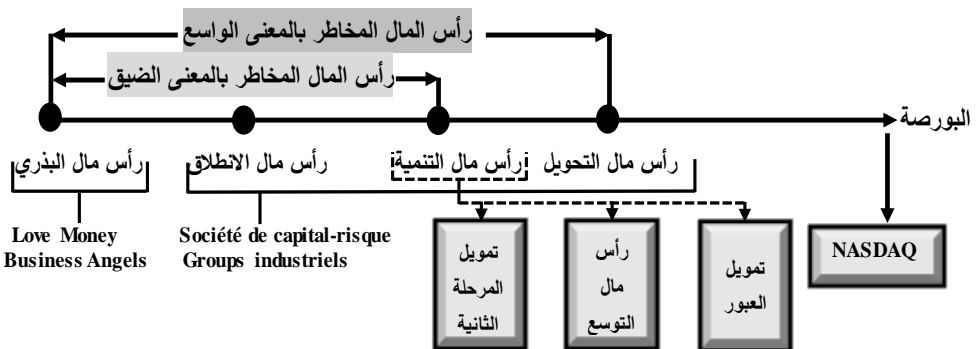 رأس المال المخاطر بالمعنى الواسع
رأس المال المخاطر بالمعنى الضيق
البورصة
رأس مال البذري
رأس مال الانطلاق
رأس مال التنمية
رأس مال التحويل
Love Money
Business Angels
Société de capital-risque
Groups industriels
تمويل
المرحلة
الثانية
رأس
مال
التوسع
تمويل
العبور
NASDAQ